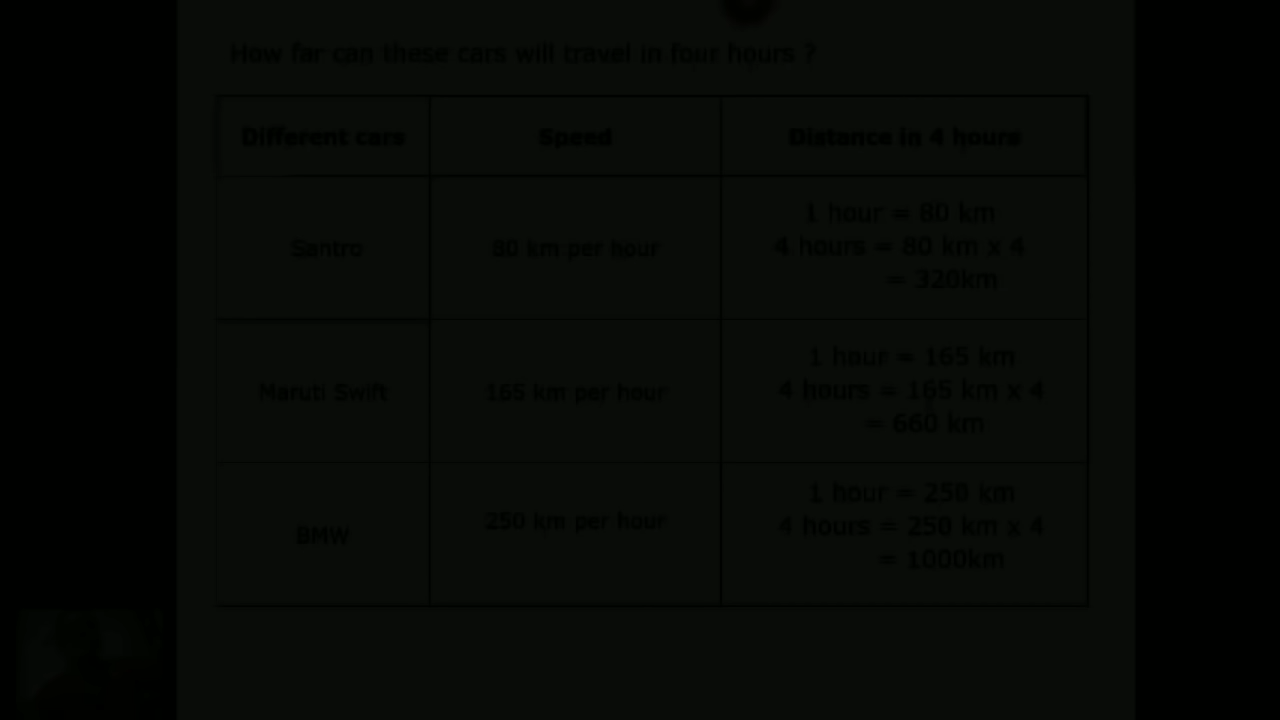 How far can these cars will travel in four hours ?
Different cars Speed Distance in 4 hours
Santro 80 km per hour 1 hour = 80 km
4 hours = 80 km x 4
= 320km
Maruti Swift 165 km per hour 1 hour = 165 km
4 hours = 165 km x 4
= 660 km
BMW 250 km per hour 1 hour = 250 km
4 hours = 250 km x 4
= 1000km